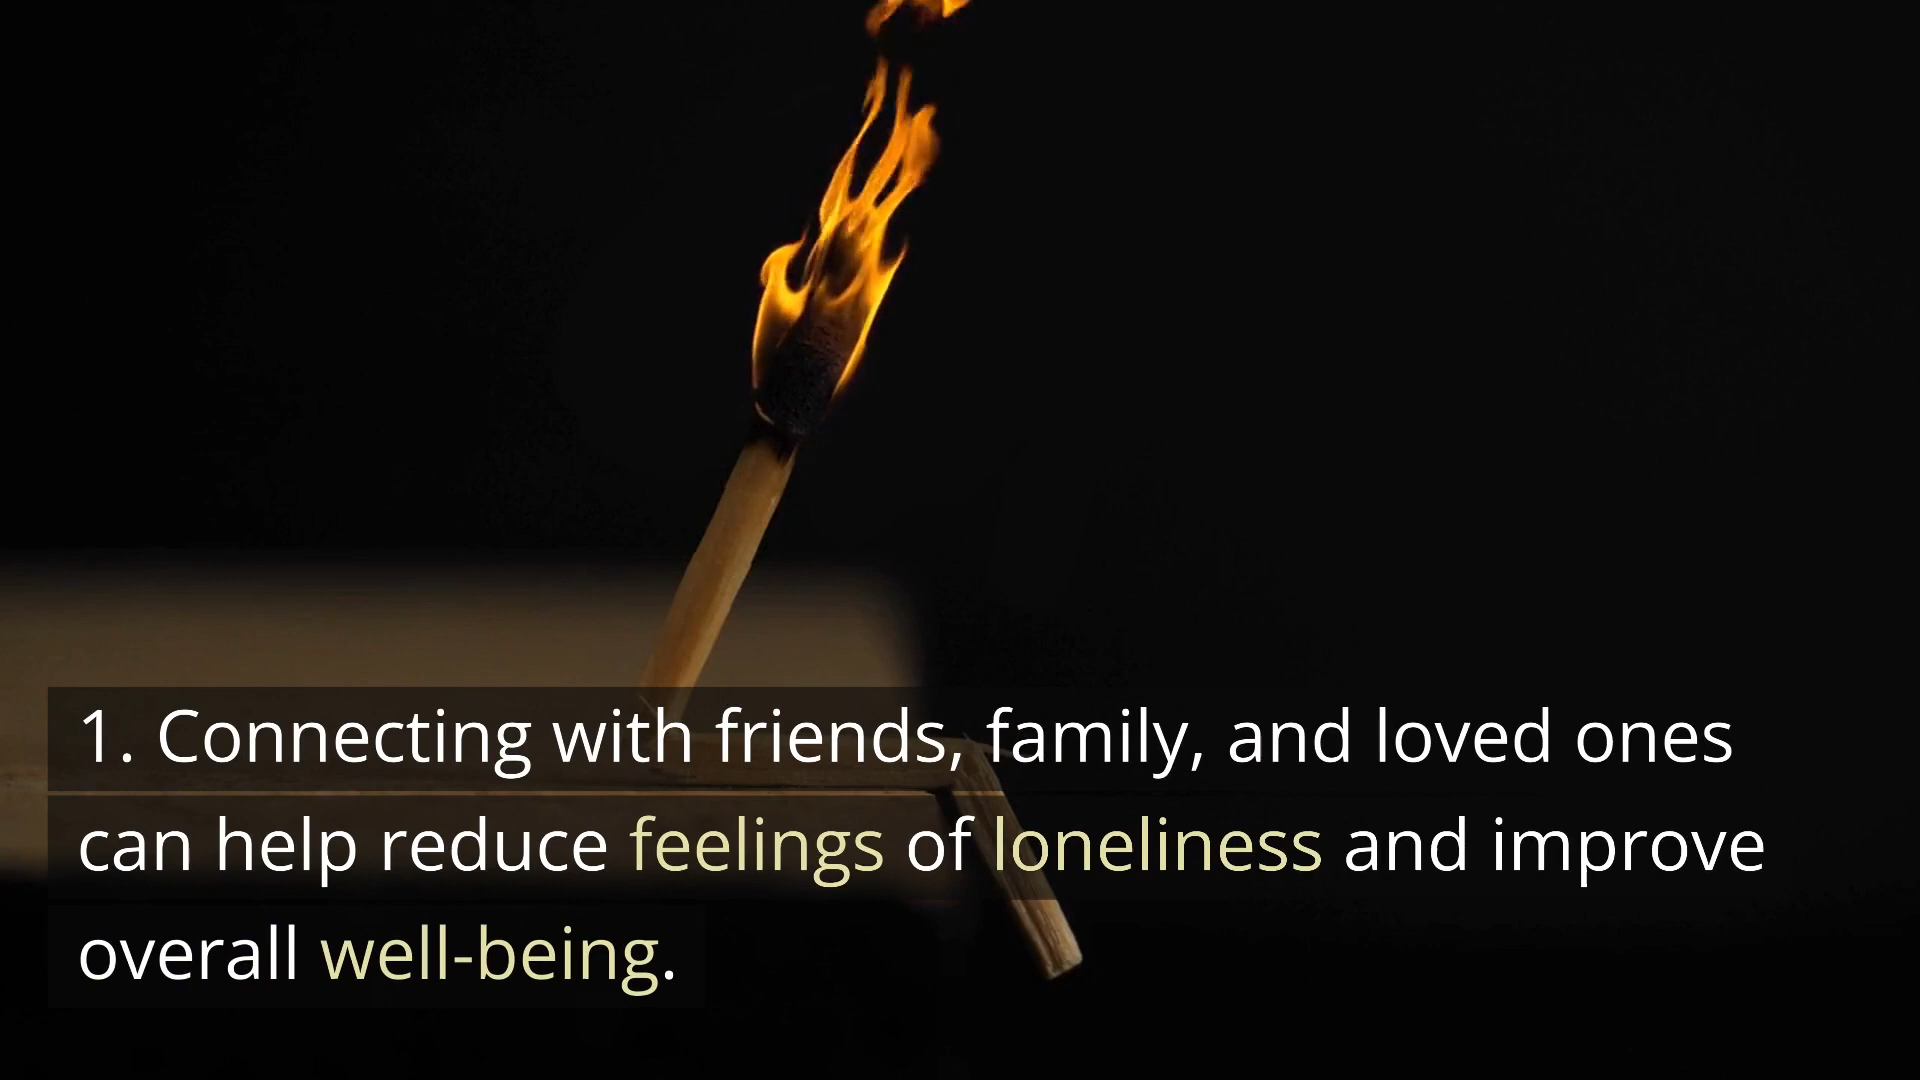 1. Connecting with friends, family, and loved ones
can help reduce feelings of loneliness and improve
overall well-being.